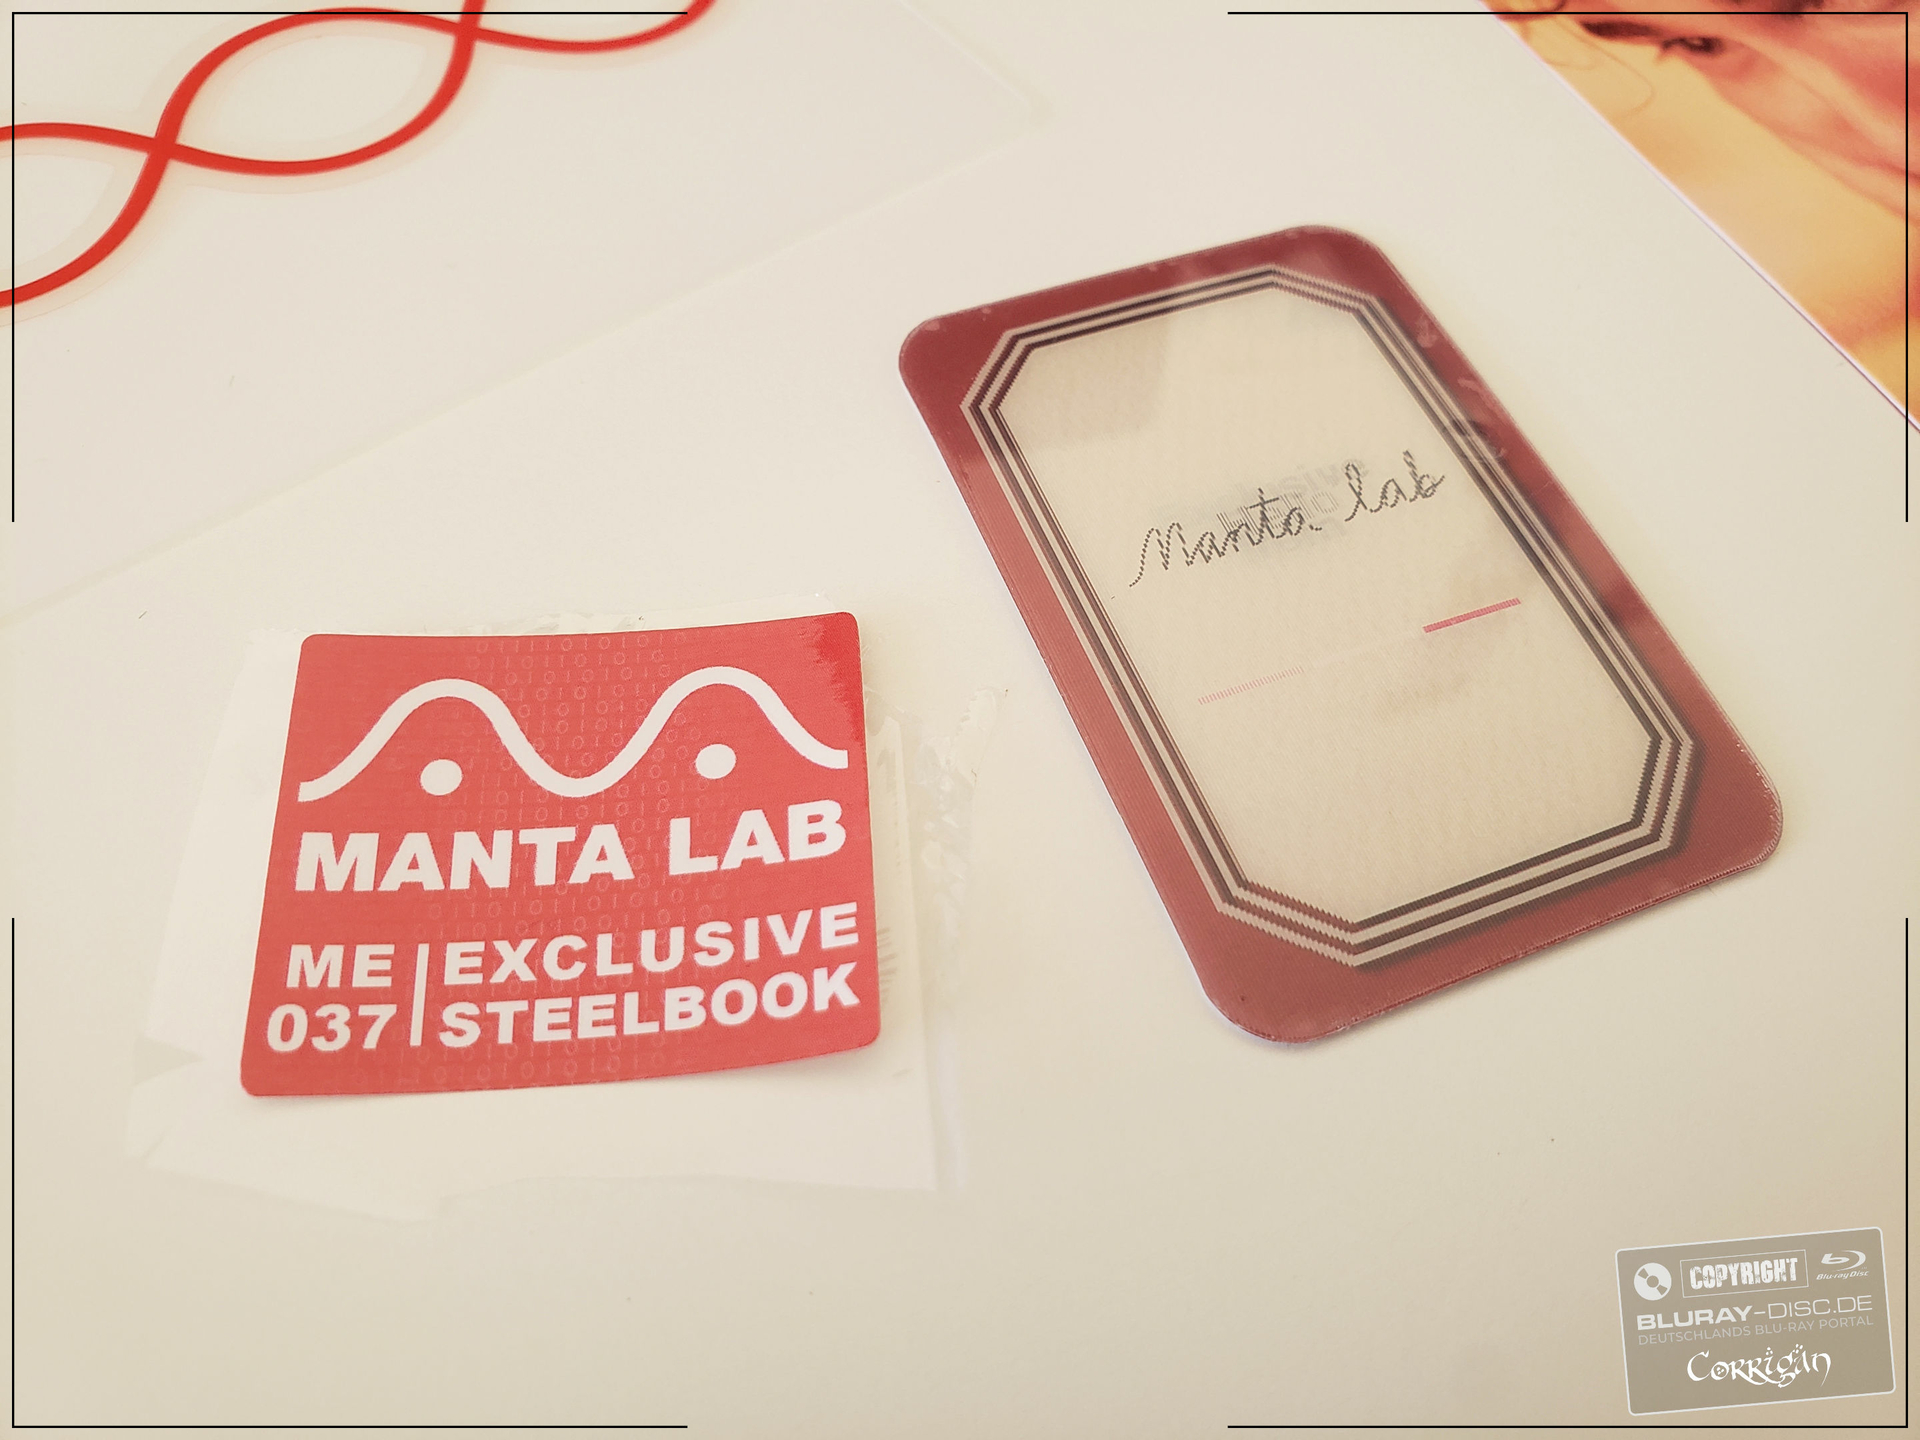 Manta lab
MANTA LAB
ME EXCLUSIVE
037 STEELBOOK
COPYRIGHT Blu-ray Disc
BLURAY-DISC.DE
DEUTSCHLANDS BLU-RAY PORTAL
Corrigan